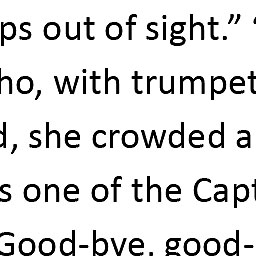 ps out of sight.” “
ho, with trumpet
d, she crowded a
s one of the Capt
Good-bye, good-